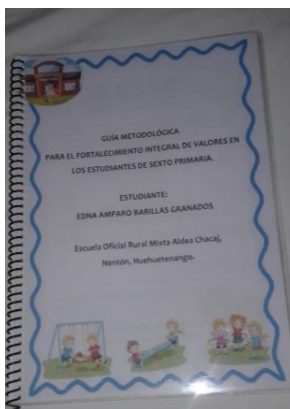 GUÍA METODOLÓGICA
PARA EL FORTALECIMIENTO INTEGRAL DE VALORES EN
LOS ESTUDIANTES DE SEXTO PRIMARIA.
ESTUDIANTE:
EDNA AMPARO BARILLAS GRANADOS
Escuela Oficial Rural Mixta Aldea Chacaj,
Nentón, Huehuetenango.